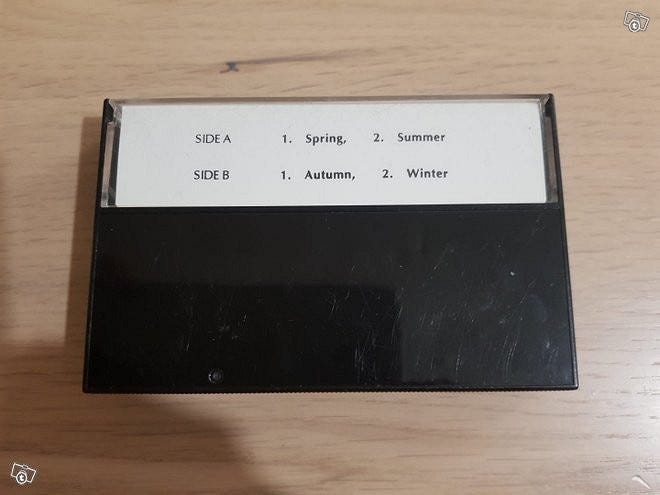 SIDE A 1. Spring, 2. Summer
SIDE B 1. Autumn, 2. Winter